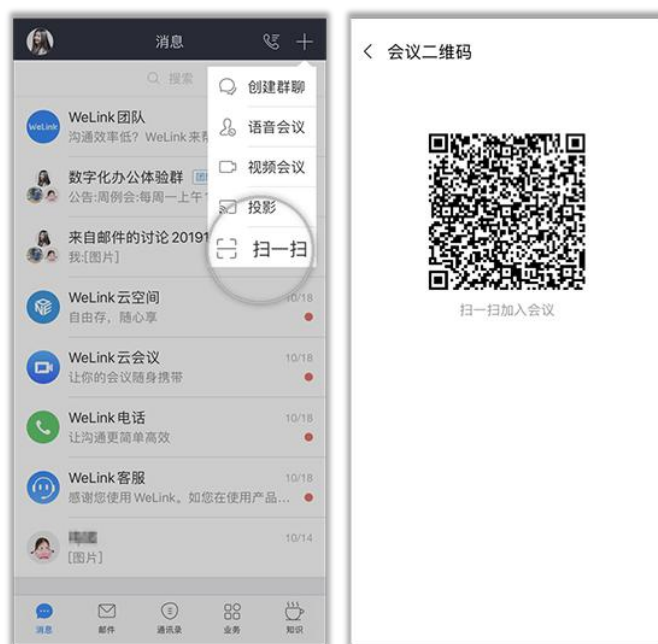 消息
搜索
创建群聊
语音会议
视频会议
投影
扫一扫
WeLink
WeLink团队
沟通效率低？WeLink来帮
数字化办公体验群
公告:周例会:每周一上午
来自邮件的讨论 20191
我:[图片]
WeLink云空间
10/18
自由存，随心享
WeLink云会议
10/18
让你的会议随身携带
WeLink电话
10/18
让沟通更简单高效
WeLink客服
10/18
感谢您使用 WeLink。如您在使用产品...
10/14
[图片]
消息
邮件
通讯录
业务
知识
会议二维码
扫一扫加入会议